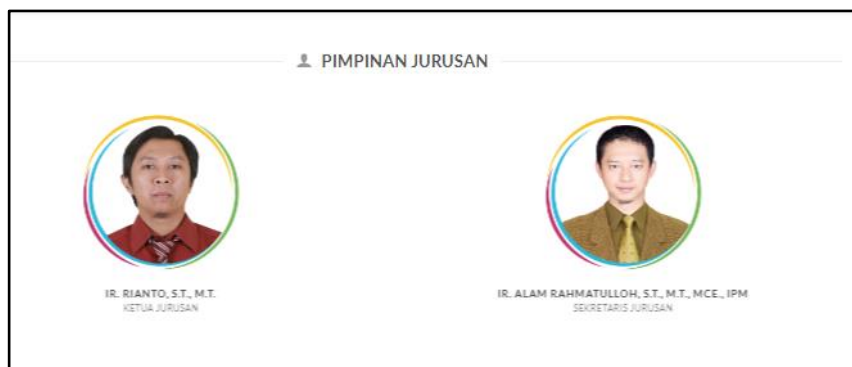 PIMPINAN JURUSAN
IR. RIANTO, S.T., M.T.
KETUA JURUSAN
IR. ALAM RAHMATULLOH, S.T., M.T., MCE., IPM
SEKRETARIS JURUSAN